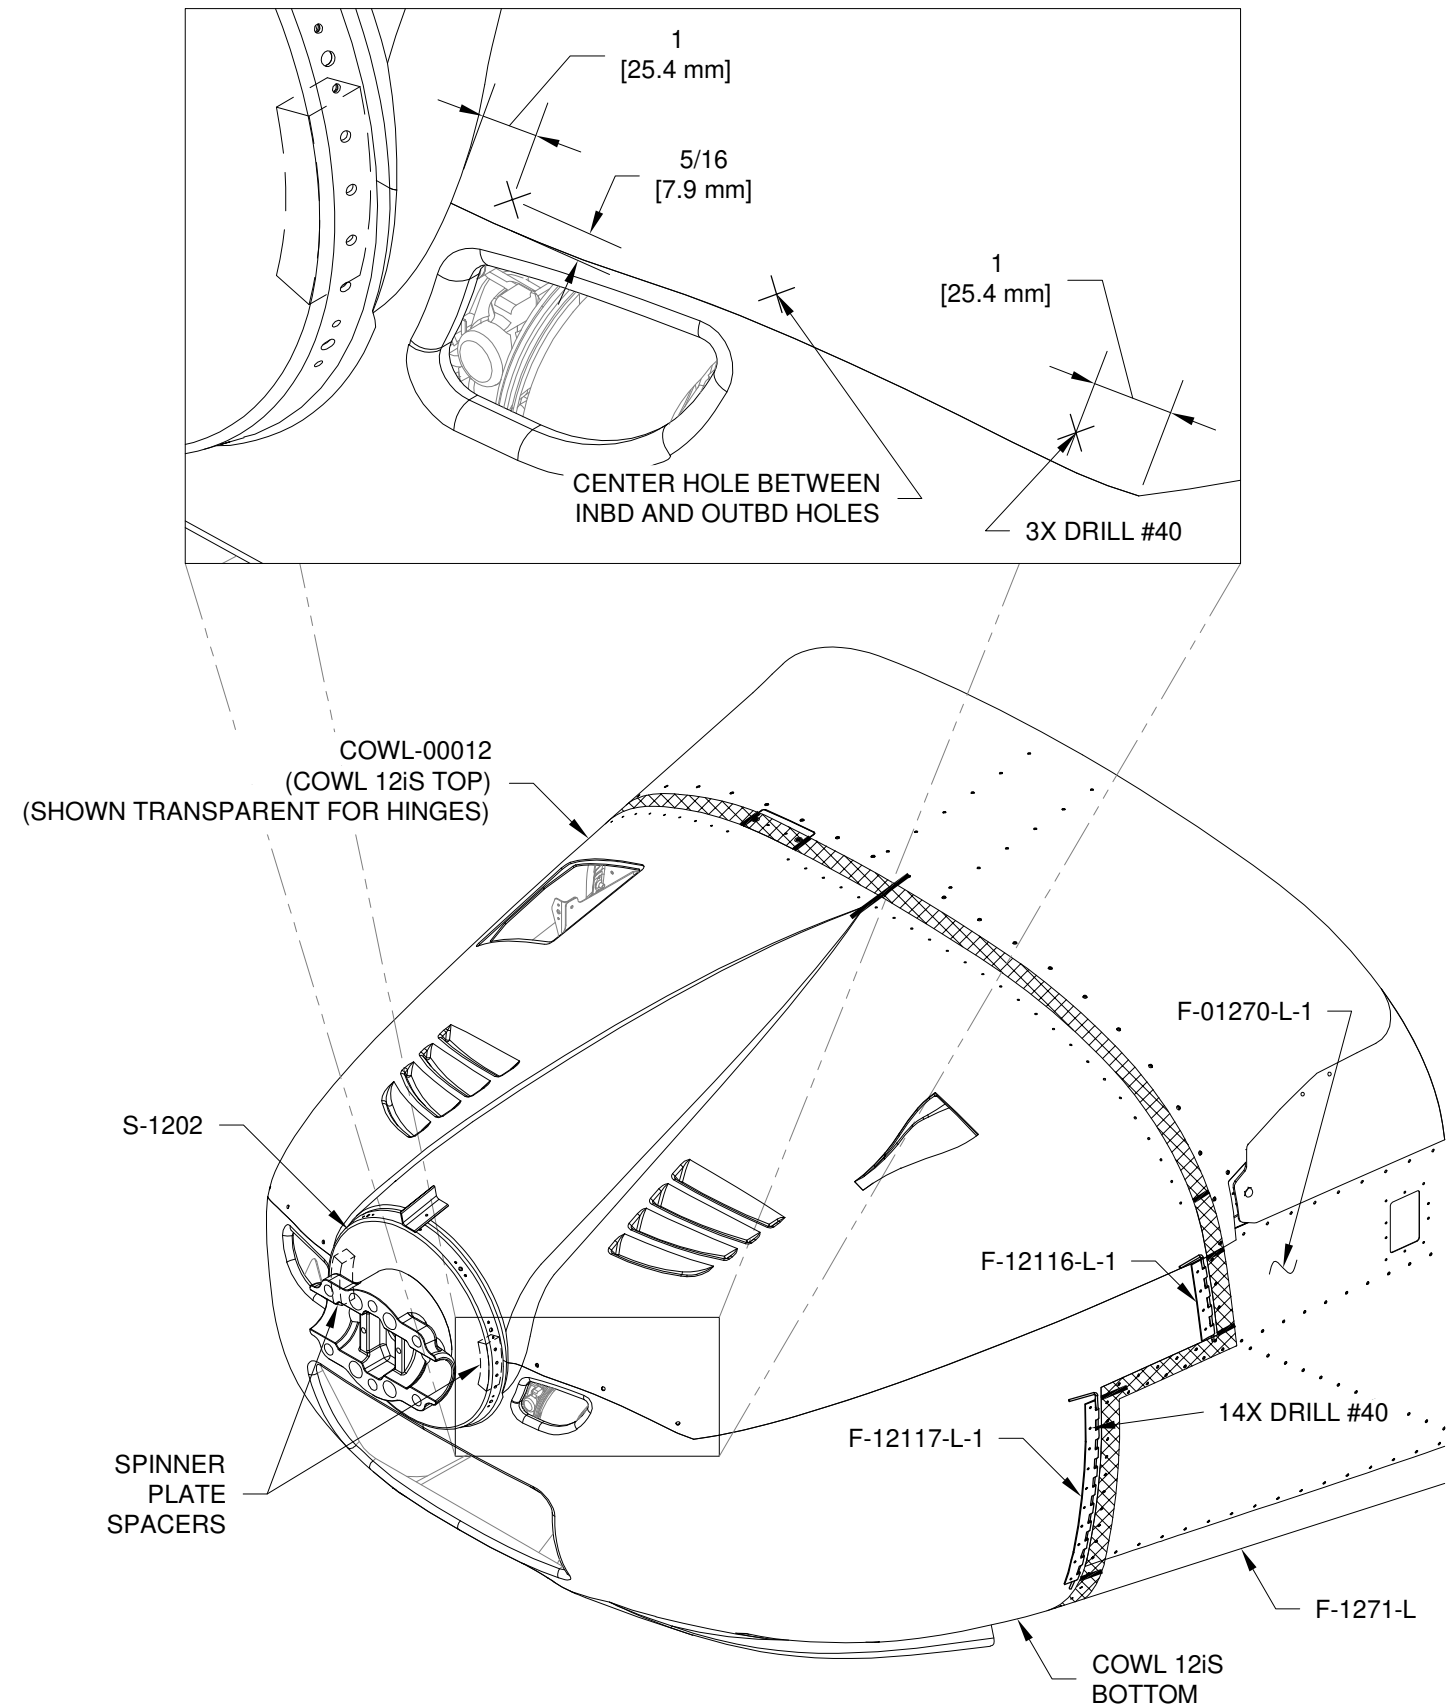 1
[25.4 mm]
5/16
[7.9 mm]
1
[25.4 mm]
CENTER HOLE BETWEEN
INBD AND OUTBD HOLES
3X DRILL #40
COWL-00012
(COWL 12iS TOP)
(SHOWN TRANSPARENT FOR HINGES)
F-01270-L-1
S-1202
F-12116-L-1
14X DRILL #40
F-12117-L-1
SPINNER
PLATE
SPACERS
F-1271-L
COWL 12iS
BOTTOM